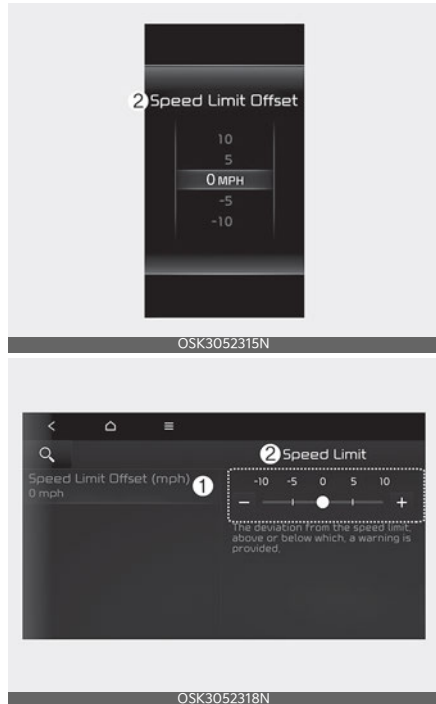 2 Speed Limit Offset
10
5
0 MPH
-5
-10
OSK3052315N
2 Speed Limit
Speed Limit Offset (mph) 1
0 mph
-10 -5 0 5 10
− +
The deviation from the speed limit,
above or below which, a warning is
provided.
OSK3052318N